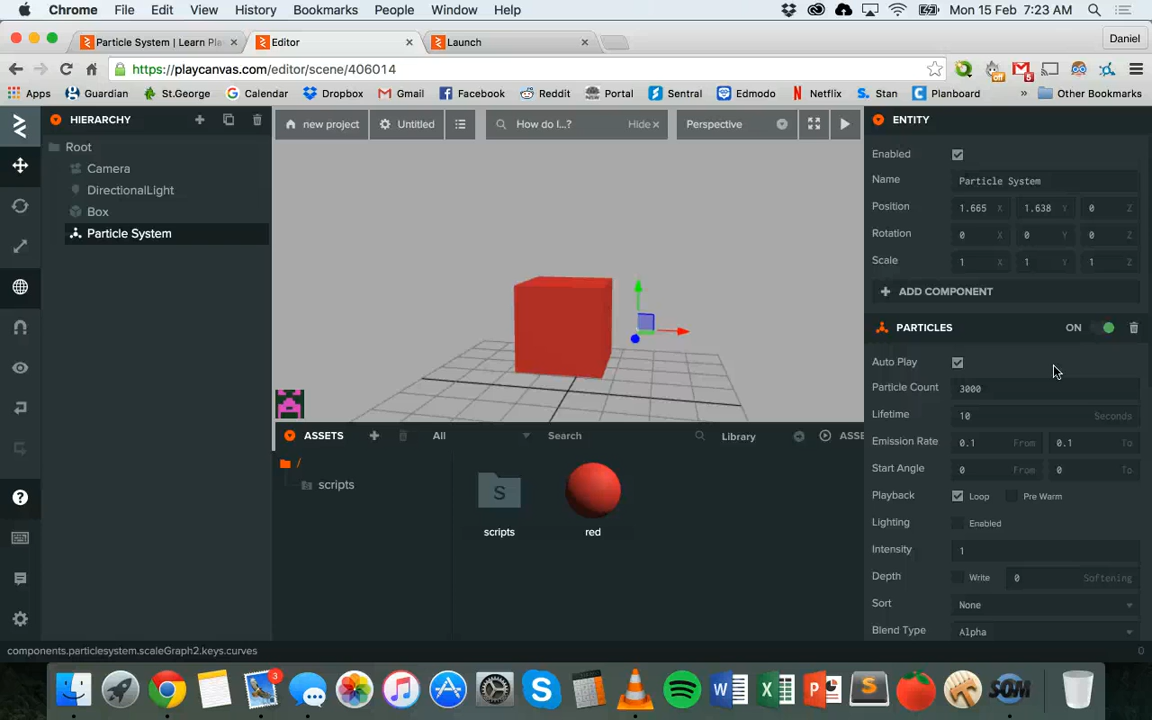 Chrome File Edit View History Bookmarks People Window Help Mon 15 Feb 7:23 AM
Particle System | Learn Pla Editor Launch Daniel
https://playcanvas.com/editor/scene/406014
Apps Guardian St.George Calendar Dropbox Gmail Facebook Reddit Portal Sentral Edmodo Netflix Stan Planboard » Other Bookmarks
HIERARCHY
Root
Camera
DirectionalLight
Box
Particle System
new project Untitled How do I...? Hide Perspective
ENTITY
Enabled
Name Particle System
Position 1.665 X 1.638 Y 0 Z
Rotation 0 X 0 Y 0 Z
Scale 1 X 1 Y 1 Z
ADD COMPONENT
PARTICLES ON
Auto Play
Particle Count 3000
Lifetime 10 Seconds
Emission Rate 0.1 From 0.1 To
Start Angle 0 From 0 To
Playback Loop Pre Warm
Lighting Enabled
Intensity 1
Depth Write 0 Softening
Sort None
Blend Type Alpha
ASSETS All Search Library ASSE
/
scripts
S
scripts red
components.particlesystem.scaleGraph2.keys.curves 0